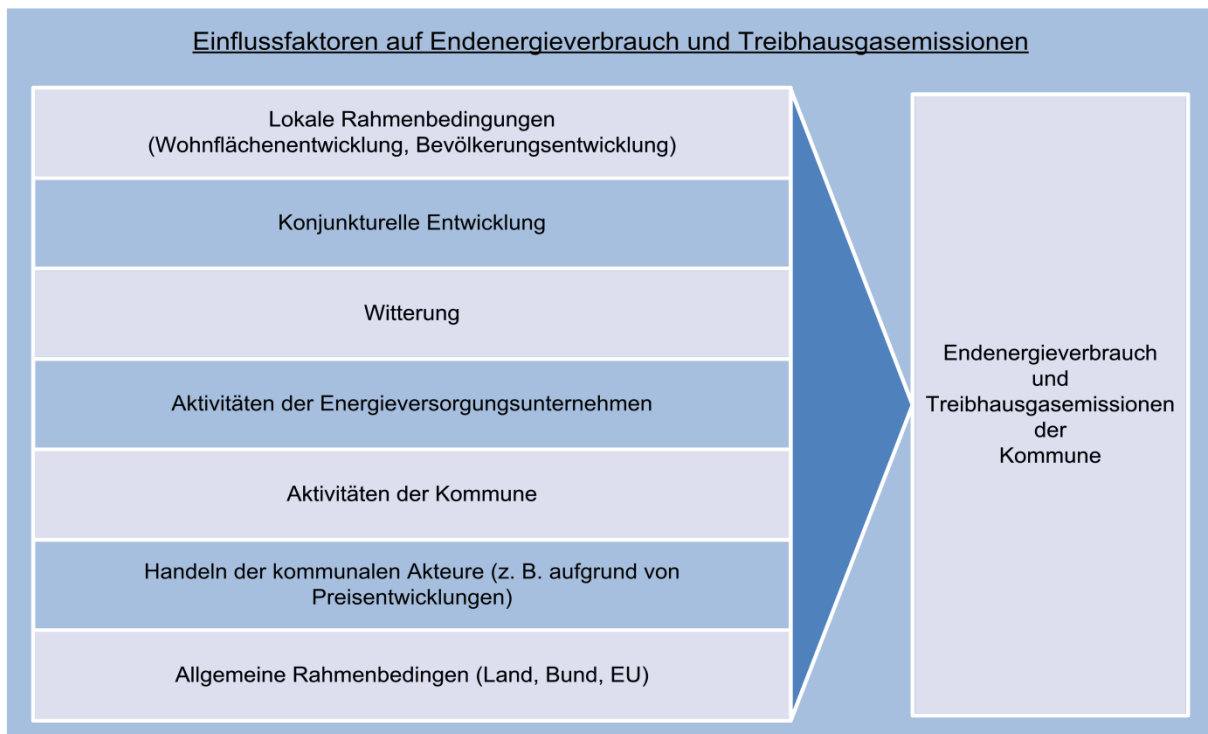 Einflussfaktoren auf Endenergieverbrauch und Treibhausgasemissionen
Lokale Rahmenbedingungen
(Wohnflächenentwicklung, Bevölkerungsentwicklung)
Konjunkturelle Entwicklung
Witterung
Aktivitäten der Energieversorgungsunternehmen
Aktivitäten der Kommune
Handeln der kommunalen Akteure (z. B. aufgrund von
Preisentwicklungen)
Allgemeine Rahmenbedingen (Land, Bund, EU)
Endenergieverbrauch
und
Treibhausgasemissionen
der
Kommune